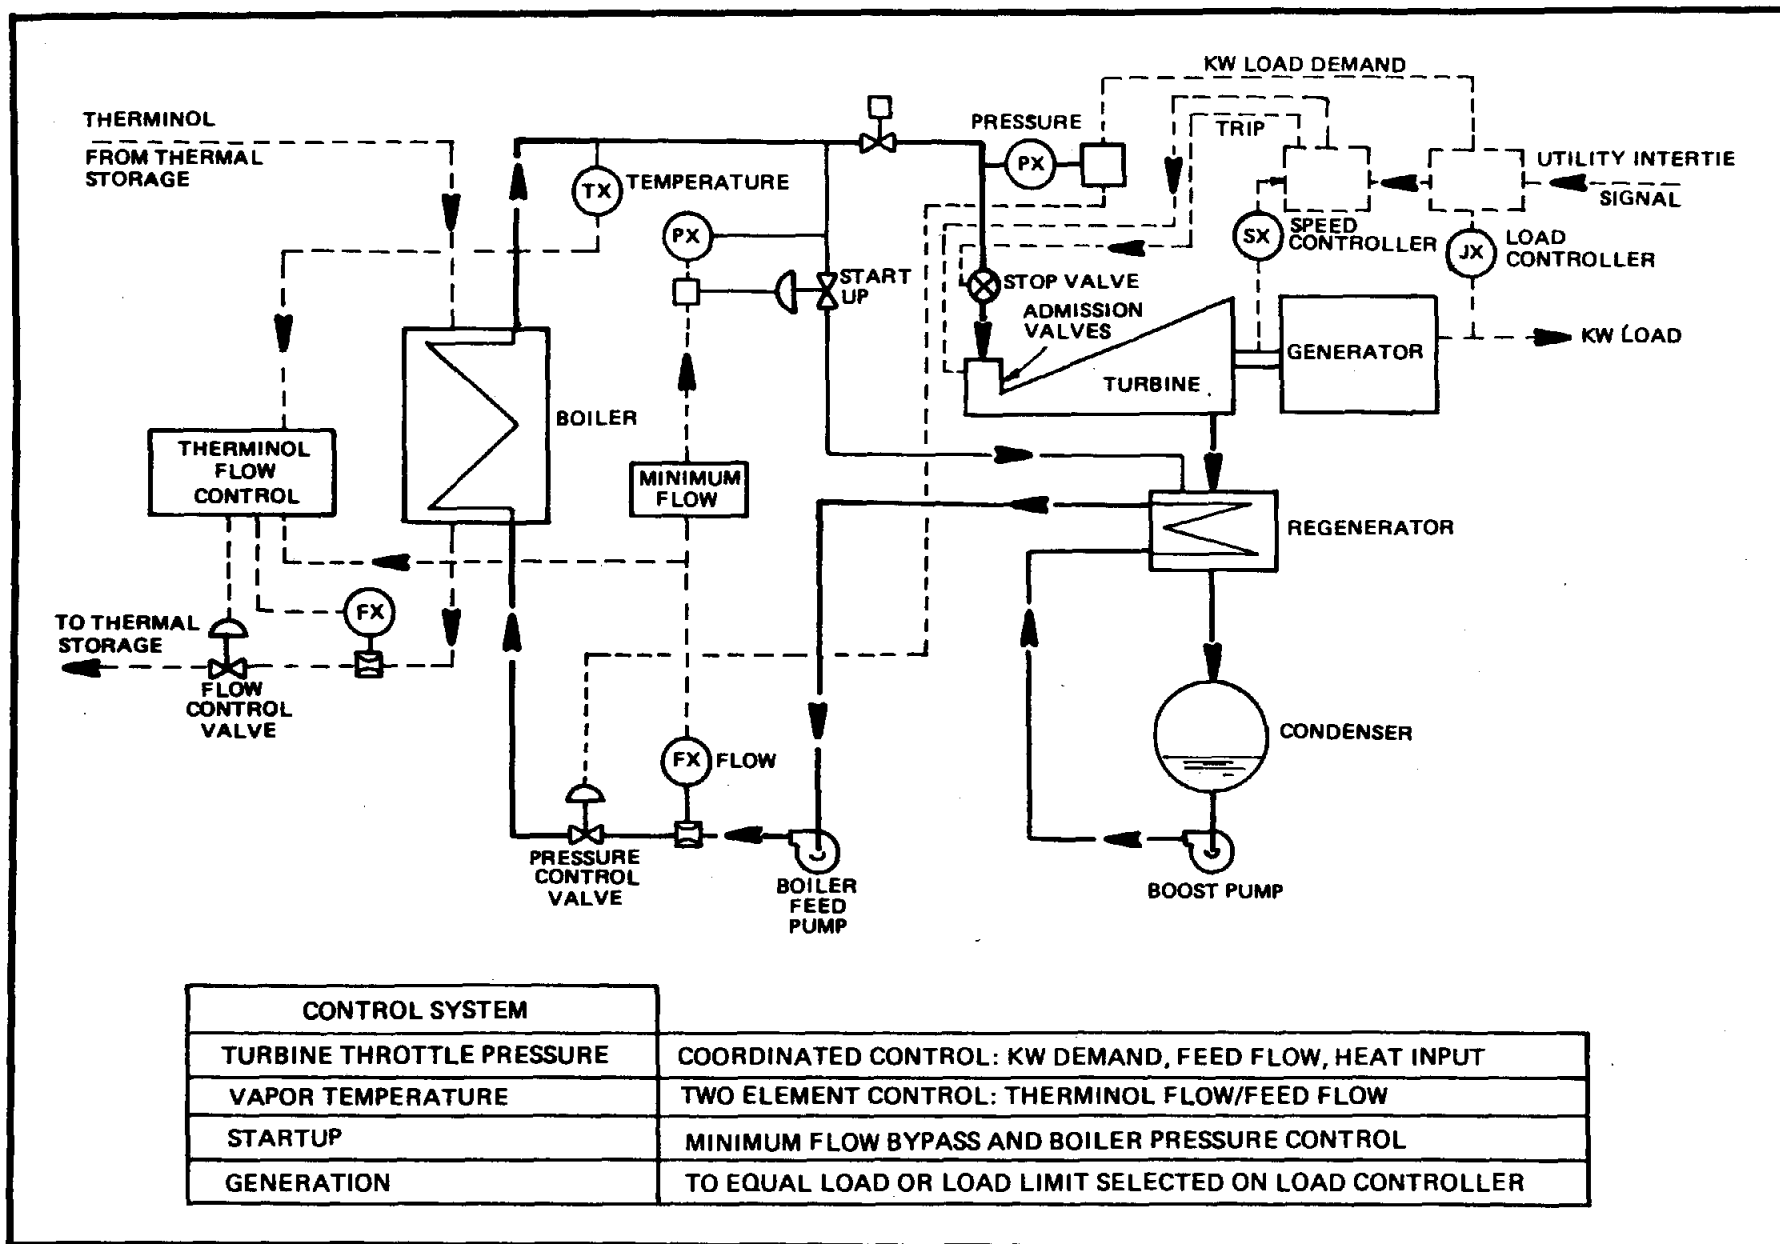 KW LOAD DEMAND
THERMINOL
FROM THERMAL
STORAGE
PRESSURE
PX
TRIP
UTILITY INTERTIE
SIGNAL
TX
TEMPERATURE
PX
START
UP
SX
SPEED
CONTROLLER
JX
LOAD
CONTROLLER
STOP VALVE
ADMISSION
VALVES
KW LOAD
GENERATOR
TURBINE
BOILER
THERMINOL
FLOW
CONTROL
MINIMUM
FLOW
REGENERATOR
FX
TO THERMAL
STORAGE
FLOW
CONTROL
VALVE
CONDENSER
FX
FLOW
PRESSURE
CONTROL
VALVE
BOILER
FEED
PUMP
BOOST PUMP
CONTROL SYSTEM
TURBINE THROTTLE PRESSURE COORDINATED CONTROL: KW DEMAND, FEED FLOW, HEAT INPUT
VAPOR TEMPERATURE TWO ELEMENT CONTROL: THERMINOL FLOW/FEED FLOW
STARTUP MINIMUM FLOW BYPASS AND BOILER PRESSURE CONTROL
GENERATION TO EQUAL LOAD OR LOAD LIMIT SELECTED ON LOAD CONTROLLER